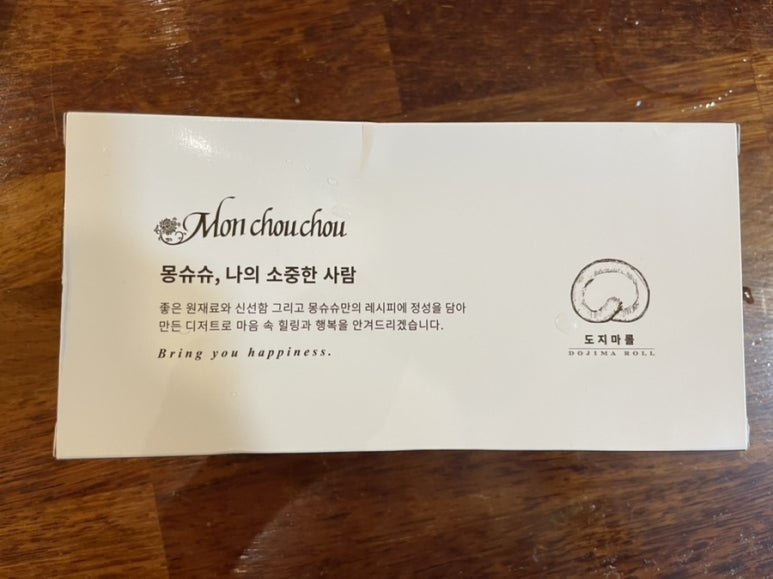 Mon chouchou
몽슈슈, 나의 소중한 사람
좋은 원재료와 신선함 그리고 몽슈슈만의 레시피에 정성을 담아
만든 디저트로 마음 속 힐링과 행복을 안겨드리겠습니다.
Bring you happiness.
도지마롤
DOJIMA ROLL